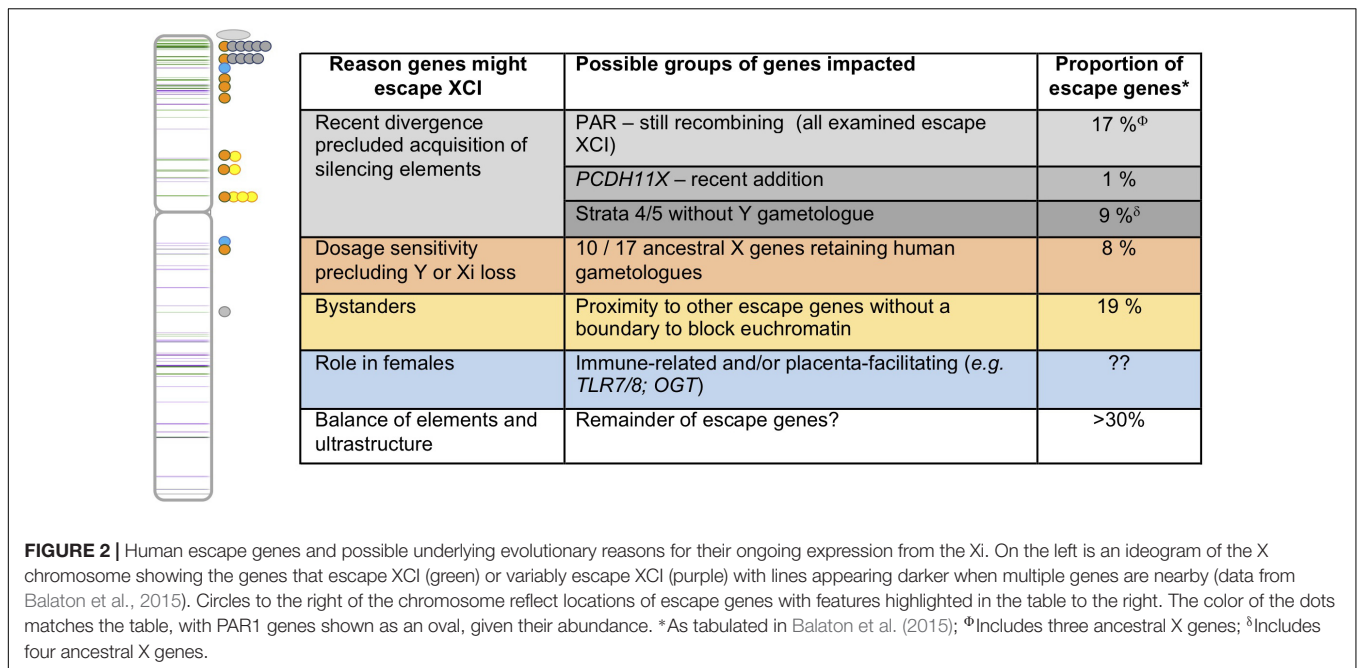 Reason genes might escape XCI
Possible groups of genes impacted
Proportion of escape genes*
Recent divergence
precluded acquisition of
silencing elements
PAR – still recombining (all examined escape
XCI)
17 %Φ
PCDH11X – recent addition
1 %
Strata 4/5 without Y gametologue
9 %δ
Dosage sensitivity
precluding Y or Xi loss
10 / 17 ancestral X genes retaining human
gametologues
8 %
Bystanders
Proximity to other escape genes without a
boundary to block euchromatin
19 %
Role in females
Immune-related and/or placenta-facilitating (e.g.
TLR7/8; OGT)
??
Balance of elements and
ultrastructure
Remainder of escape genes?
>30%
FIGURE 2 | Human escape genes and possible underlying evolutionary reasons for their ongoing expression from the Xi. On the left is an ideogram of the X
chromosome showing the genes that escape XCI (green) or variably escape XCI (purple) with lines appearing darker when multiple genes are nearby (data from
Balaton et al., 2015). Circles to the right of the chromosome reflect locations of escape genes with features highlighted in the table to the right. The color of the dots
matches the table, with PAR1 genes shown as an oval, given their abundance. *As tabulated in Balaton et al. (2015); ΦIncludes three ancestral X genes; δIncludes
four ancestral X genes.